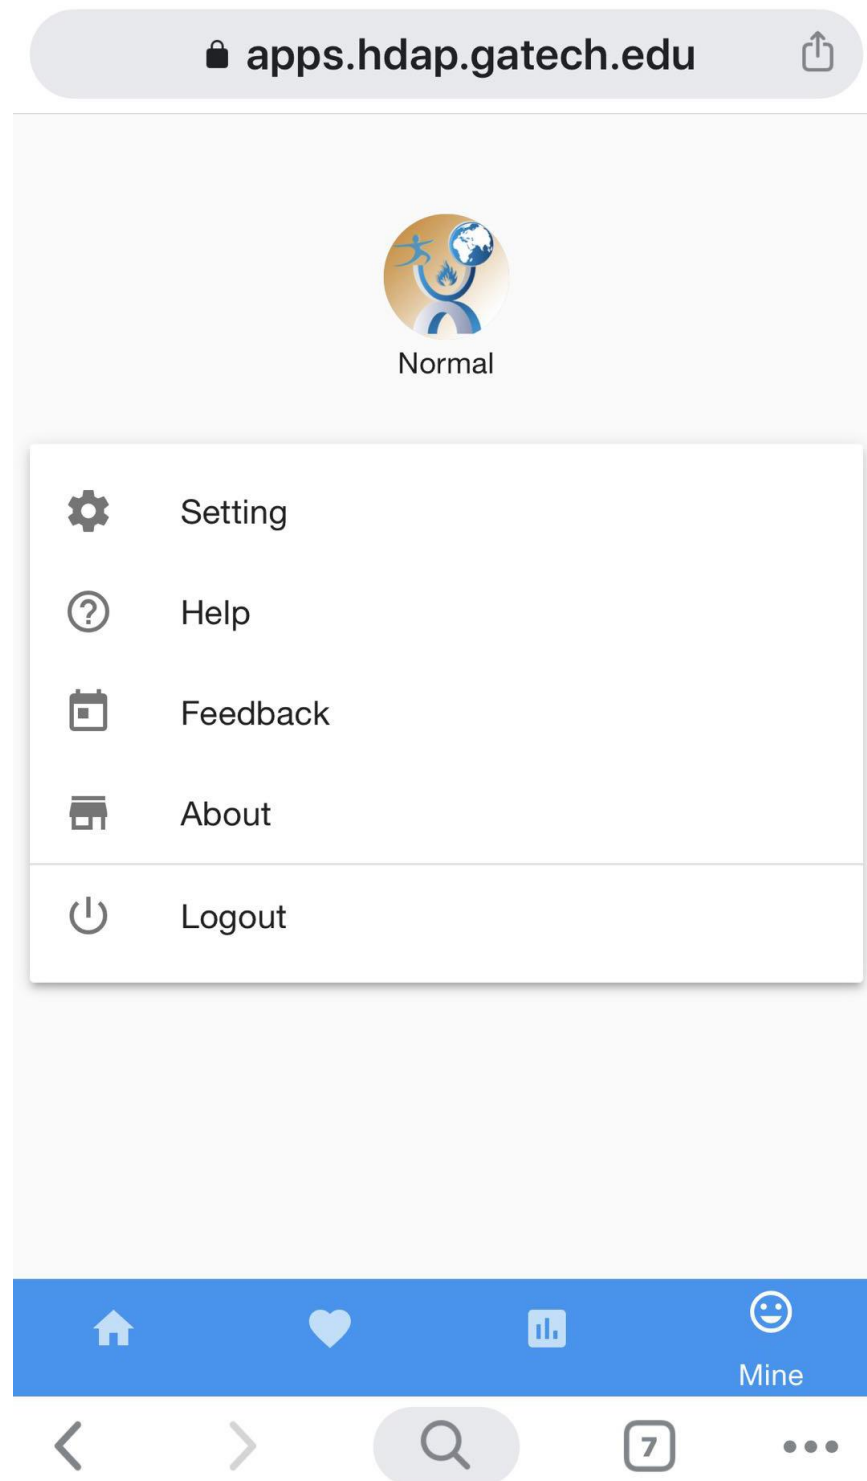 apps.hdap.gatech.edu
Normal
Setting
Help
Feedback
About
Logout
Mine
7